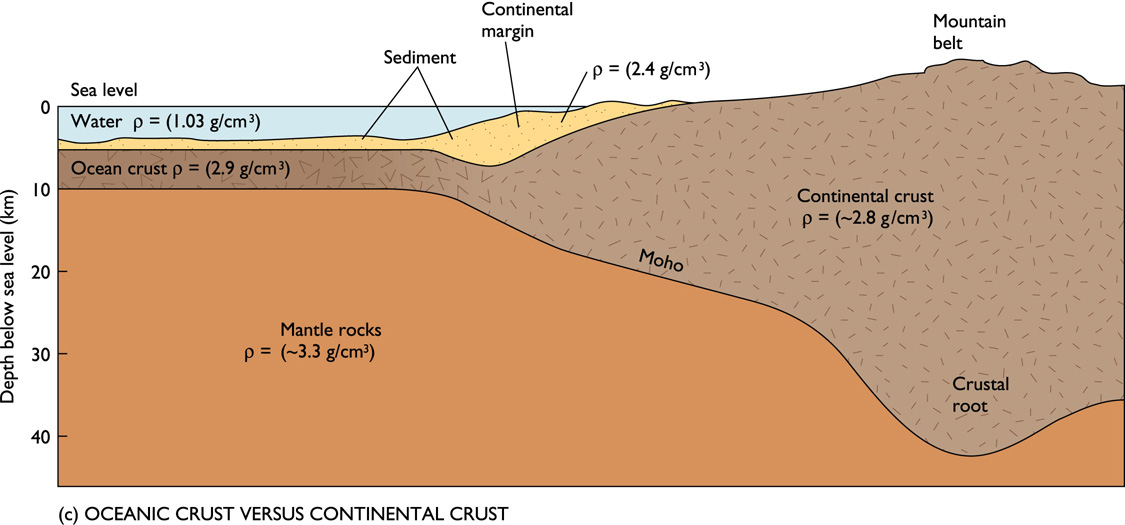 Mountain
belt
Continental
margin
Sediment
ρ = (2.4 g/cm³)
Sea level
0
Water ρ = (1.03 g/cm³)
Ocean crust ρ = (2.9 g/cm³)
10
Continental crust
ρ = (~2.8 g/cm³)
Moho
20
Mantle rocks
ρ = (~3.3 g/cm³)
30
Crustal
root
40
Depth below sea level (km)
(c) OCEANIC CRUST VERSUS CONTINENTAL CRUST